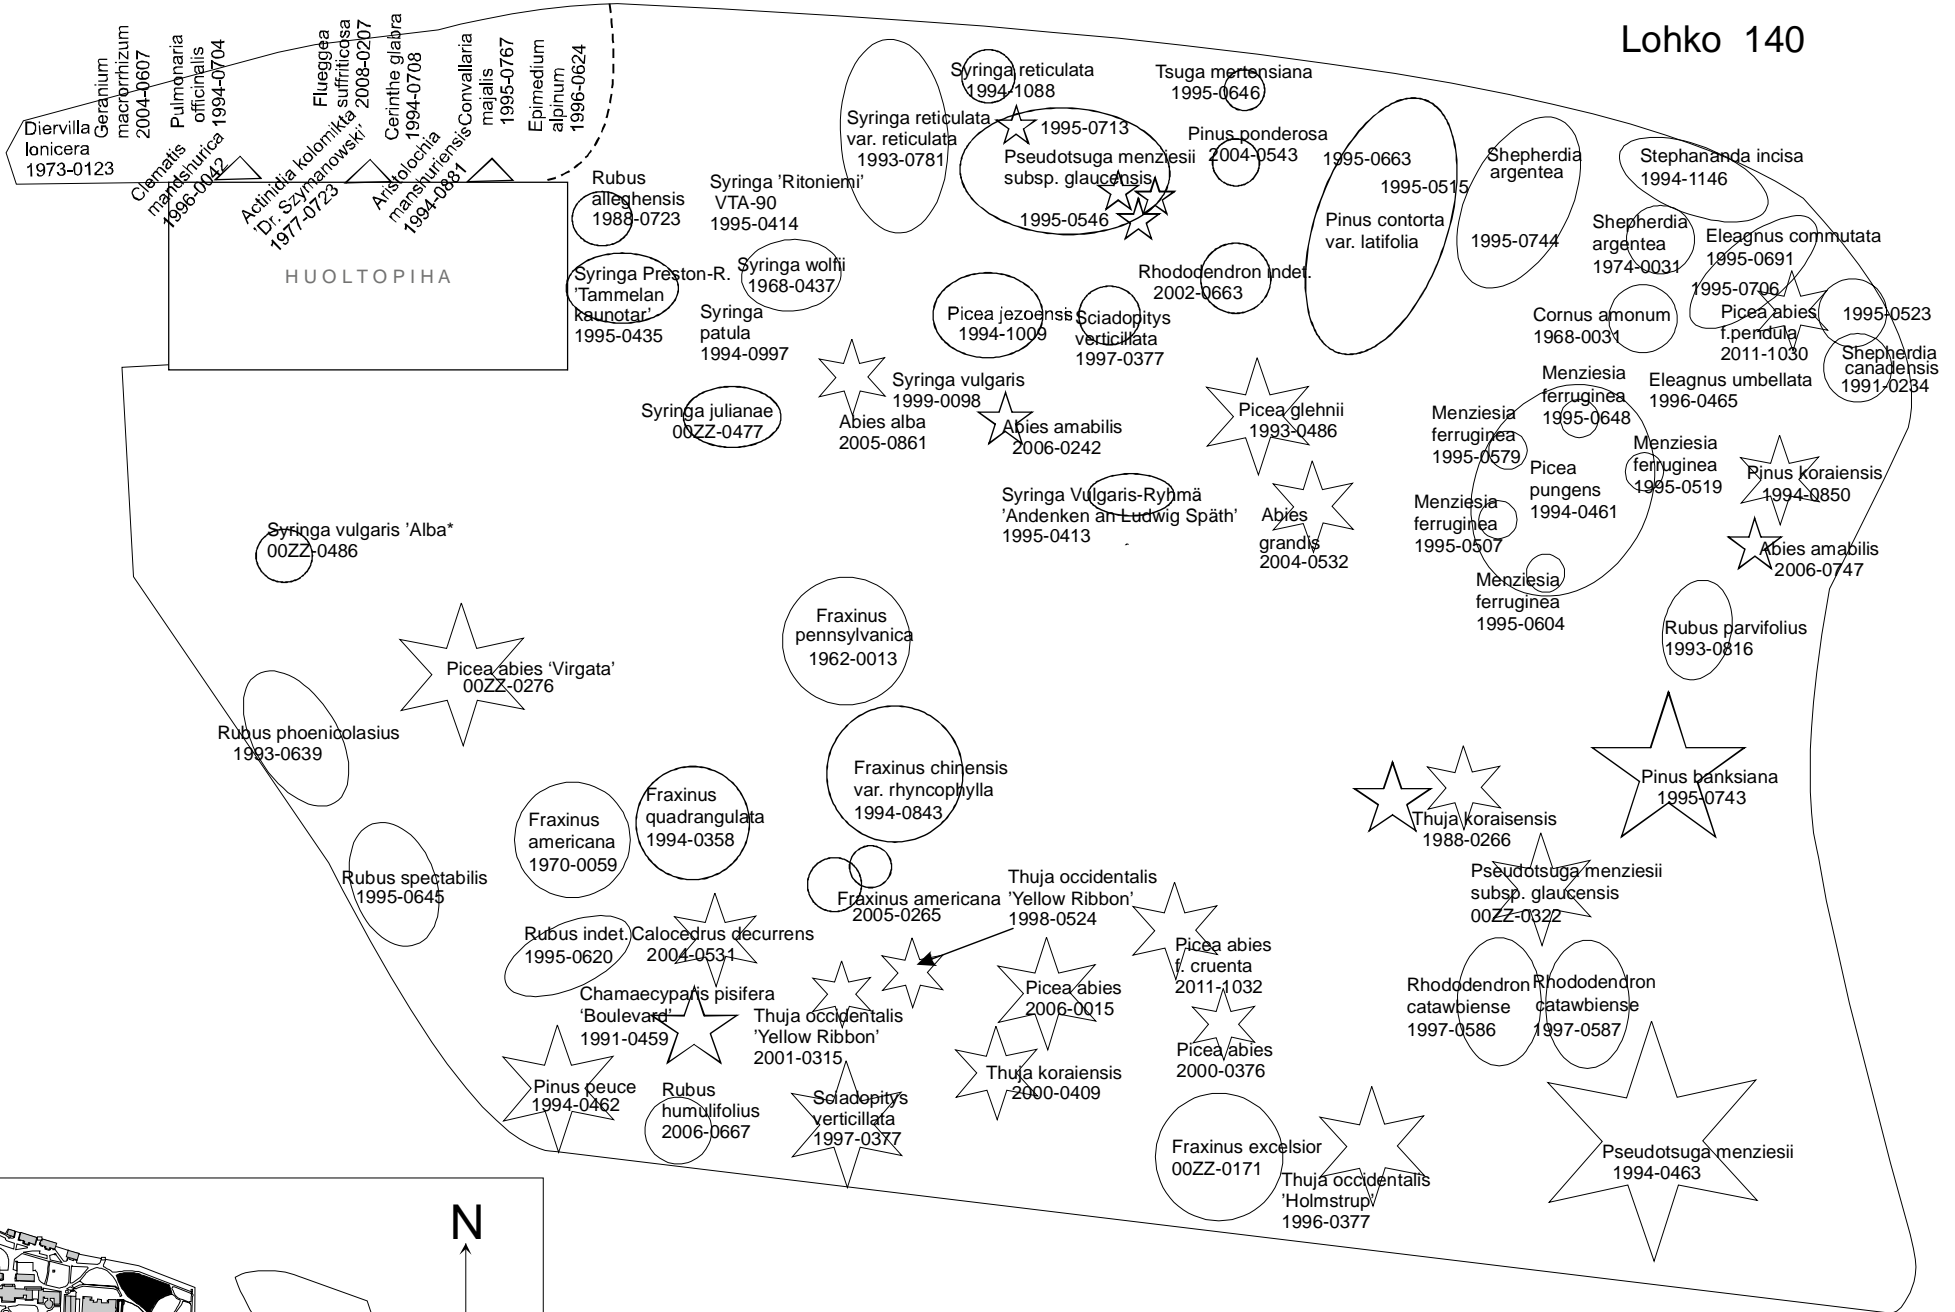 Lohko 140
Diervilla
lonicera
1973-0123
Geranium
macrorrhizum
2004-0607
Pulmonaria
officinalis
1994-0704
Clematis
mandshurica
1996-0042
Flueggea
suffriticosa
2008-0207
Actinidia kolomikta
'Dr. Szymanowski'
1977-0723
Cerinthe glabra
1994-0708
Aristolochia
manshuriensis
1994-0881
Convallaria
majalis
1995-0767
Epimedium
alpinum
1996-0624
HUOLTOPIHA
Rubus
alleghensis
1988-0723
Syringa 'Ritoniemi'
VTA-90
1995-0414
Syringa reticulata
var. reticulata
1993-0781
Syringa reticulata
1994-1088
1995-0713
Pseudotsuga menziesii
subsp. glaucensis
1995-0546
Tsuga mertensiana
1995-0646
Pinus ponderosa
2004-0543
1995-0663
1995-0515
Pinus contorta
var. latifolia
Shepherdia
argentea
1995-0744
Stephananda incisa
1994-1146
Shepherdia
argentea
1974-0031
Eleagnus commutata
1995-0691
1995-0706
Picea abies
f.pendula
2011-1030
1995-0523
Shepherdia
canadensis
1991-0234
Syringa Preston-R.
'Tammelan
kaunotar'
1995-0435
Syringa wolfii
1968-0437
Syringa
patula
1994-0997
Picea jezoensis
1994-1009
Sciadopitys
verticillata
1997-0377
Rhododendron indet.
2002-0663
Cornus amonum
1968-0031
Eleagnus umbellata
1996-0465
Syringa julianae
00ZZ-0477
Abies alba
2005-0861
Syringa vulgaris
1999-0098
Abies amabilis
2006-0242
Picea glehnii
1993-0486
Menziesia
ferruginea
1995-0648
Menziesia
ferruginea
1995-0579
Menziesia
ferruginea
1995-0519
Picea
pungens
1994-0461
Menziesia
ferruginea
1995-0507
Menziesia
ferruginea
1995-0604
Pinus koraiensis
1994-0850
Abies amabilis
2006-0747
Syringa Vulgaris-Ryhmä
'Andenken an Ludwig Späth'
1995-0413
Abies
grandis
2004-0532
Syringa vulgaris 'Alba*
00ZZ-0486
Fraxinus
pennsylvanica
1962-0013
Rubus parvifolius
1993-0816
Picea abies 'Virgata'
00ZZ-0276
Rubus phoenicolasius
1993-0639
Fraxinus chinensis
var. rhyncophylla
1994-0843
Fraxinus
quadrangulata
1994-0358
Fraxinus
americana
1970-0059
Pinus banksiana
1995-0743
Thuja koraisensis
1988-0266
Rubus spectabilis
1995-0645
Fraxinus americana
2005-0265
Thuja occidentalis
'Yellow Ribbon'
1998-0524
Pseudotsuga menziesii
subsp. glaucensis
00ZZ-0322
Rubus indet.
1995-0620
Calocedrus decurrens
2004-0531
Picea abies
f. cruenta
2011-1032
Chamaecyparis pisifera
'Boulevard'
1991-0459
Thuja occidentalis
'Yellow Ribbon'
2001-0315
Picea abies
2006-0015
Rhododendron
catawbiense
1997-0586
Rhododendron
catawbiense
1997-0587
Picea abies
2000-0376
Thuja koraiensis
2000-0409
Pinus peuce
1994-0462
Rubus
humulifolius
2006-0667
Sciadopitys
verticillata
1997-0377
Fraxinus excelsior
00ZZ-0171
Thuja occidentalis
'Holmstrup'
1996-0377
Pseudotsuga menziesii
1994-0463
N